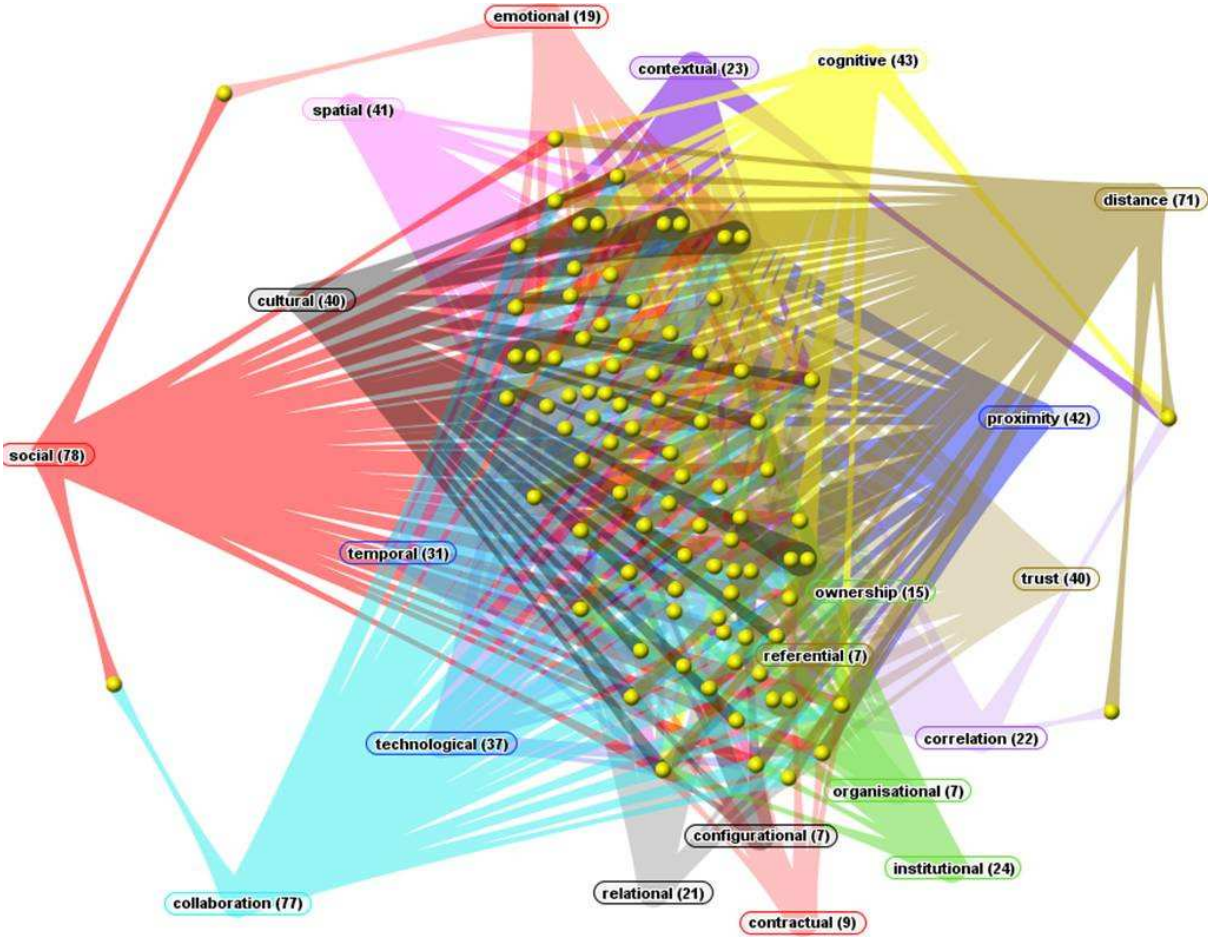 emotional (19)
contextual (23)
cognitive (43)
spatial (41)
distance (71)
cultural (40)
proximity (42)
social (78)
temporal (31)
trust (40)
ownership (15)
referential (7)
technological (37)
correlation (22)
organisational (7)
configurational (7)
institutional (24)
relational (21)
collaboration (77)
contractual (9)